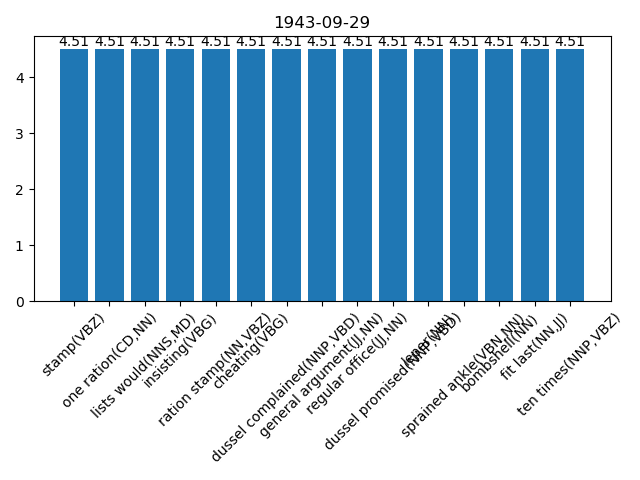 1943-09-29
4.51 4.51 4.51 4.51 4.51 4.51 4.51 4.51 4.51 4.51 4.51 4.51 4.51 4.51 4.51
4
3
2
1
0
stamp(VBZ)
one ration(CD,NN)
lists would(NNS,MD)
insisting(VBG)
ration stamp(NN,VBZ)
cheating(VBG)
dussel complained(NNP,VBD)
general argument(JJ,NN)
regular office(JJ,NN)
dussel promised(NNP,VBD)
sprained ankle(VBN,NN)
bombshell(NN)
fit last(NN,JJ)
ten times(NNP,VBZ)